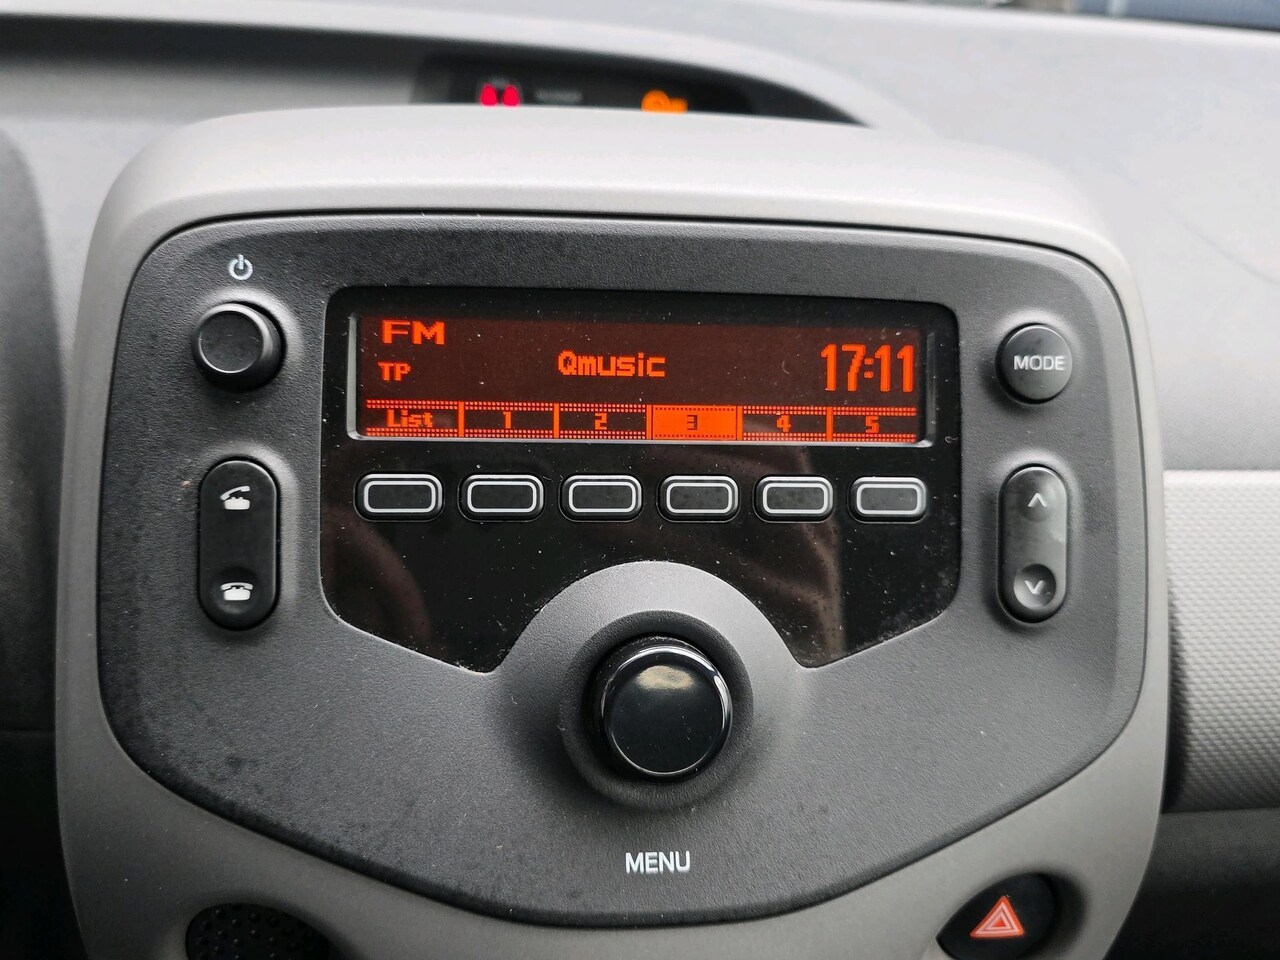 FM
TP
Qmusic
17:11
List 1 2 3 4 5
MODE
MENU